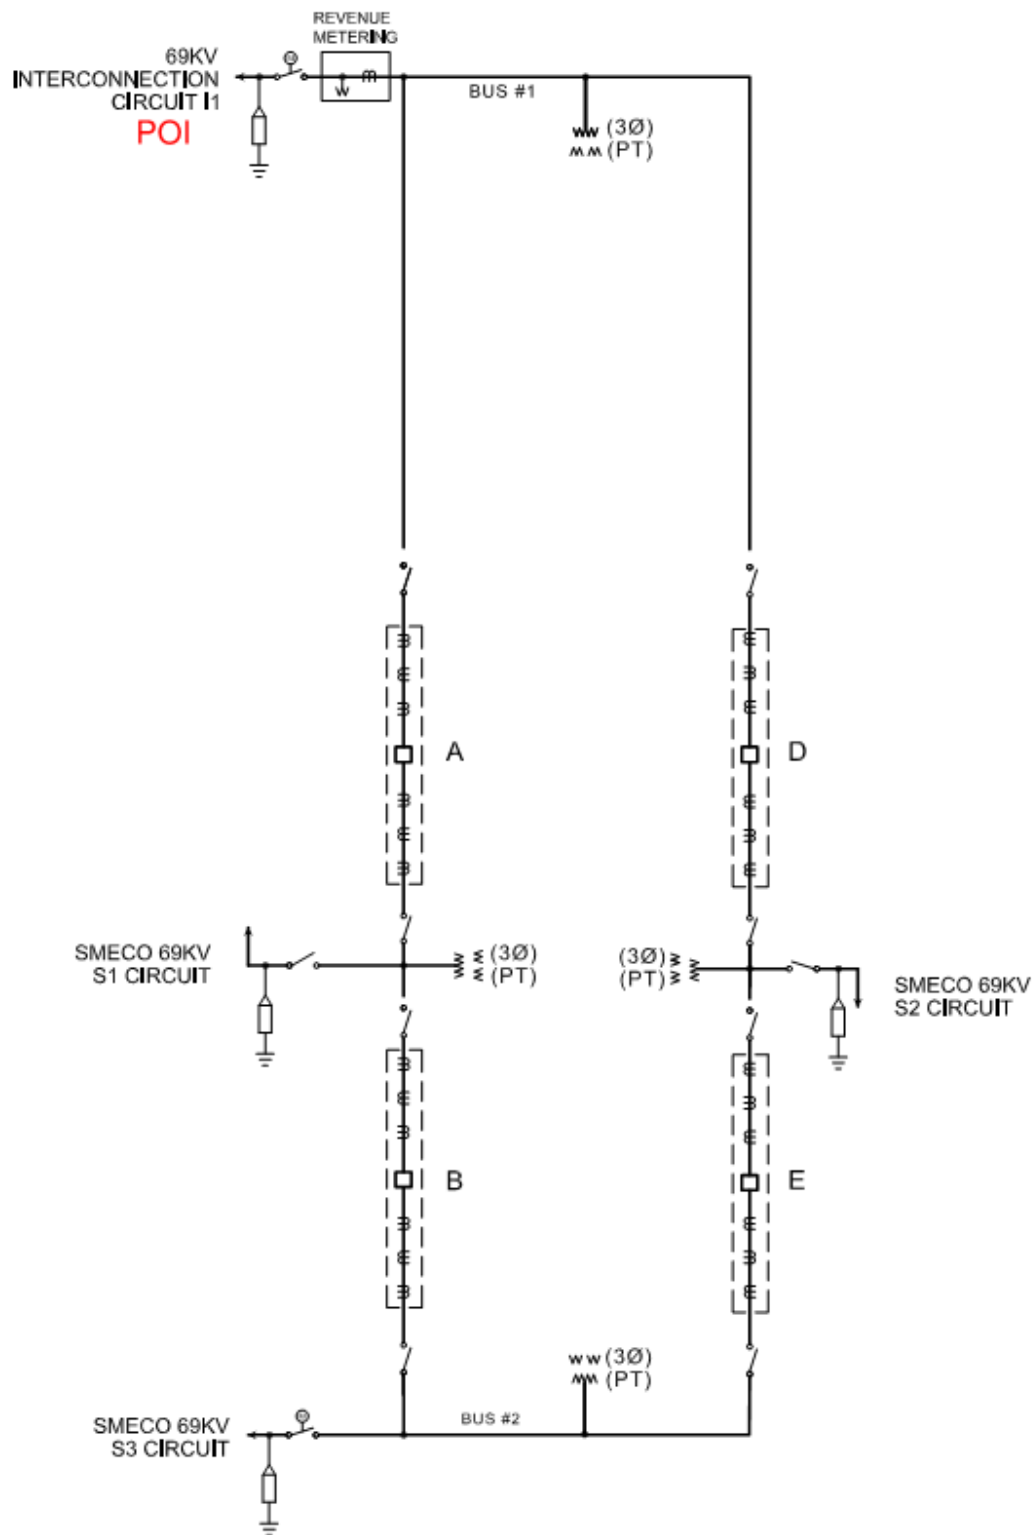 REVENUE
METERING
69KV
INTERCONNECTION
CIRCUIT I1
POI
BUS #1
(3Ø)
(PT)
A
D
SMECO 69KV
S1 CIRCUIT
(3Ø)
(PT)
(3Ø)
(PT)
SMECO 69KV
S2 CIRCUIT
B
E
(3Ø)
(PT)
SMECO 69KV
S3 CIRCUIT
BUS #2